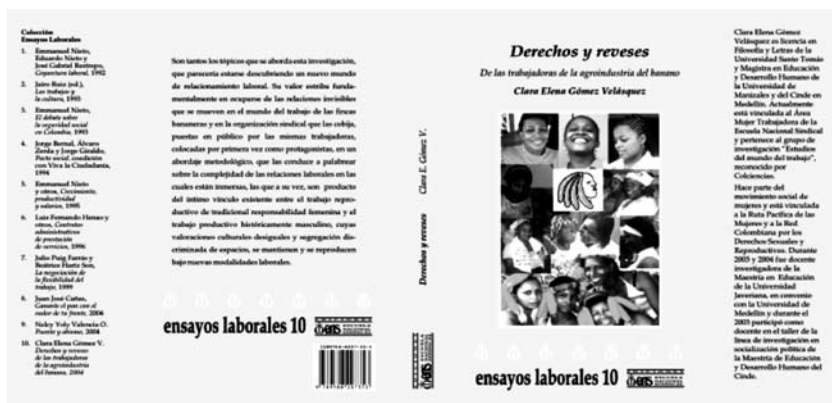 Colección
Ensayos Laborales
1. Emmanuel Nieto,
Eduardo Nieto y
José Gabriel Restrepo,
Coyuntura laboral, 1992
2. Jairo Ruiz (ed.),
Los trabajos y
la cultura, 1993
3. Emmanuel Nieto,
El debate sobre
la seguridad social
en Colombia, 1993
4. Jorge Bernal, Álvaro
Zerda y Jorge Giraldo,
Pacto social, coedición
con Viva la Ciudadanía,
1994
5. Emmanuel Nieto
y otros, Crecimiento,
productividad
y salarios, 1995
6. Luis Fernando Henao y
otros, Contratos
administrativos
de prestación
de servicios, 1996
7. Julio Puig Farrás y
Beatrice Hartz Son,
La negociación de
la flexibilidad del
trabajo, 1999
8. Juan José Cañas,
Ganarte el pan con el
sudor de tu frente, 2004
9. Nelcy Yoly Valencia O.
Puente y abismo, 2004
10. Clara Elena Gómez V.
Derechos y reveses
de las trabajadoras
de la agroindustria
del banano, 2004
Son tantos los tópicos que se aborda esta investigación,
que parecería estarse descubriendo un nuevo mundo
de relacionamiento laboral. Su valor estriba funda-
mentalmente en ocuparse de las relaciones invisibles
que se mueven en el mundo del trabajo de las fincas
bananeras y en la organización sindical que las cobija,
puestas en público por las mismas trabajadoras,
colocadas por primera vez como protagonistas, en un
abordaje metodológico, que las conduce a palabrear
sobre la complejidad de las relaciones laborales en las
cuales están inmersas, las que a su vez, son producto
del íntimo vínculo existente entre el trabajo repro-
ductivo de tradicional responsabilidad femenina y el
trabajo productivo históricamente masculino, cuyas
valoraciones culturales desiguales y segregación dis-
criminada de espacios, se mantienen y se reproducen
bajo nuevas modalidades laborales.
ensayos laborales 10
ens
Derechos y reveses Clara E. Gómez V.
ens
Derechos y reveses
De las trabajadoras de la agroindustria del banano
Clara Elena Gómez Velásquez
ensayos laborales 10
ens
Clara Elena Gómez
Velásquez es licencia en
Filosofía y Letras de la
Universidad Santo Tomás
y Magistra en Educación
y Desarrollo Humano de
la Universidad de
Manizales y del Cinde en
Medellín. Actualmente
está vinculada al Área
Mujer Trabajadora de la
Escuela Nacional Sindical
y pertenece al grupo de
investigación "Estudios
del mundo del trabajo",
reconocido por
Colciencias.
Hace parte del
movimiento social de
mujeres y está vinculada
a la Ruta Pacífica de las
Mujeres y a la Red
Colombiana por los
Derechos Sexuales y
Reproductivos. Durante
2003 y 2004 fue docente
investigadora de la
Maestría en Educación
de la Universidad
Javeriana, en convenio
con la Universidad de
Medellín y durante el
2003 participó como
docente en el taller de la
línea de investigación en
socialización política de
la Maestría de Educación
y Desarrollo Humano del
Cinde.